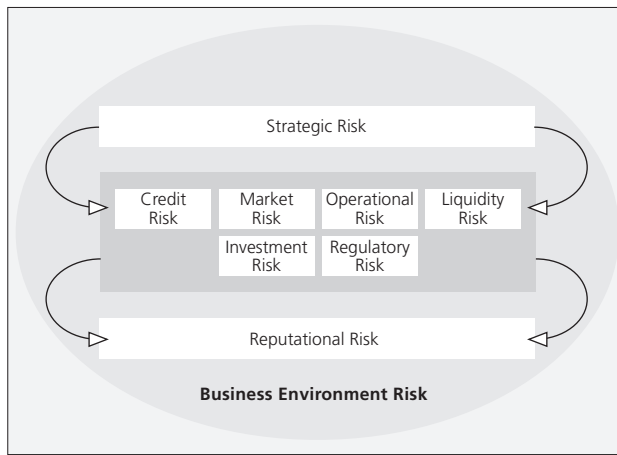 Strategic Risk
Credit
Risk
Market
Risk
Operational
Risk
Liquidity
Risk
Investment
Risk
Regulatory
Risk
Reputational Risk
Business Environment Risk